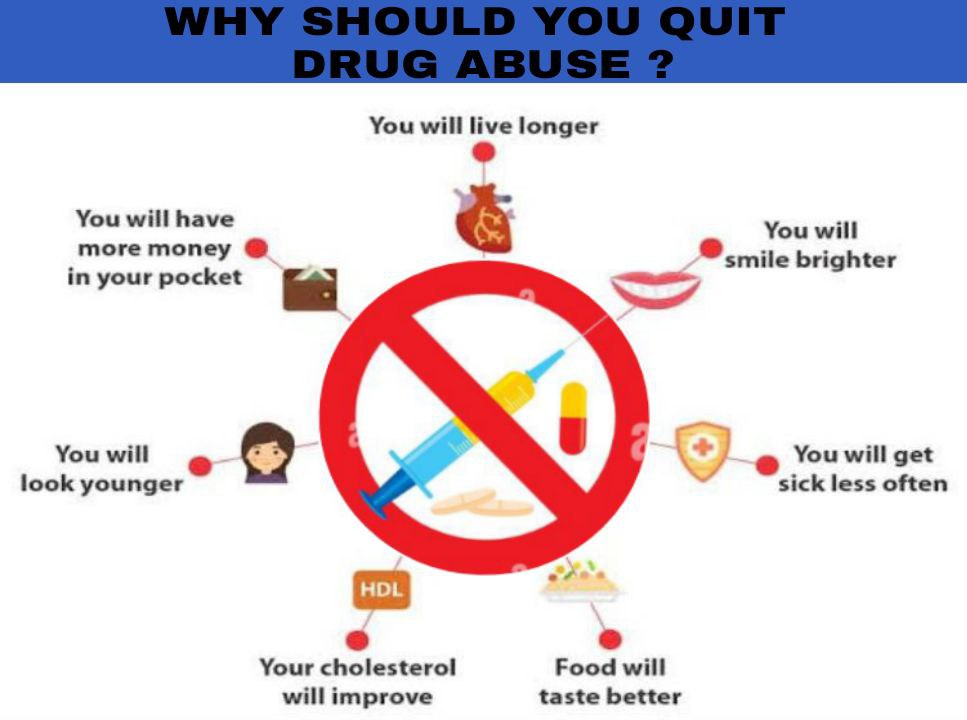 WHY SHOULD YOU QUIT
DRUG ABUSE ?
You will live longer
You will have
more money
in your pocket
You will
smile brighter
You will
look younger
You will get
sick less often
HDL
Your cholesterol
will improve
Food will
taste better
a
a
a
a